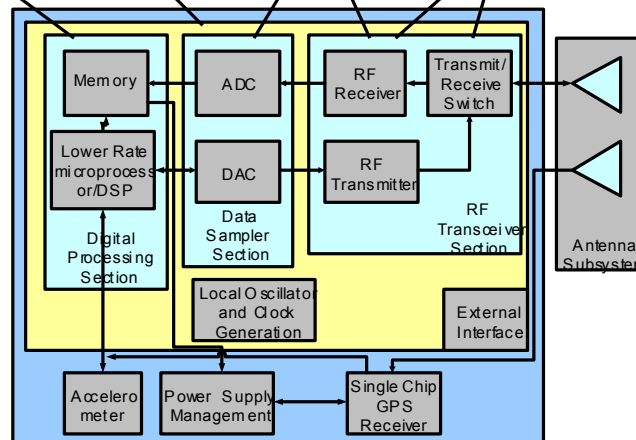 Memory
ADC
RF
Receiver
Transmit/
Receive
Switch
Lower Rate
microprocess
or/DSP
DAC
RF
Transmitter
Digital
Processing
Section
Data
Sampler
Section
RF
Transceiver
Section
Antenna
Subsystem
Local Oscillator
and Clock
Generation
External
Interface
Accelero
meter
Power Supply
Management
Single Chip
GPS
Receiver